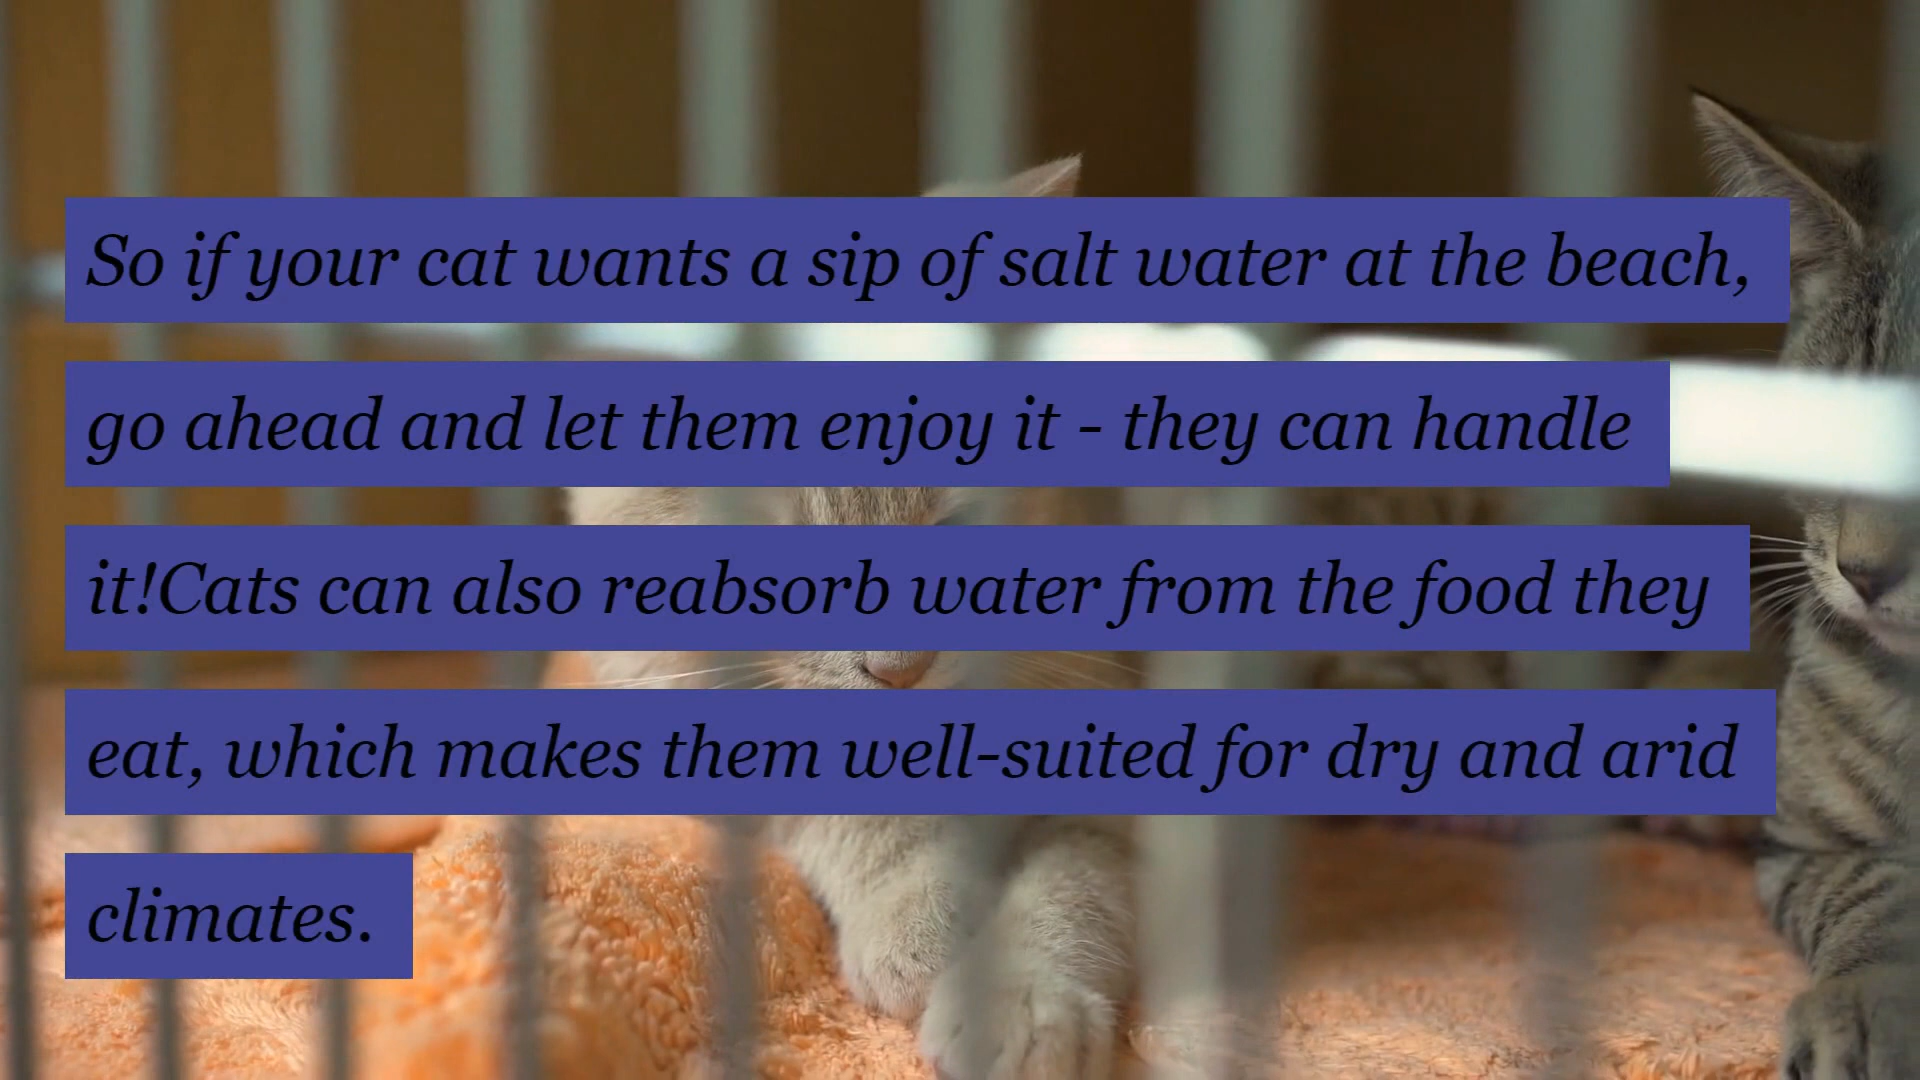 So if your cat wants a sip of salt water at the beach,
go ahead and let them enjoy it - they can handle
it!Cats can also reabsorb water from the food they
eat, which makes them well-suited for dry and arid
climates.